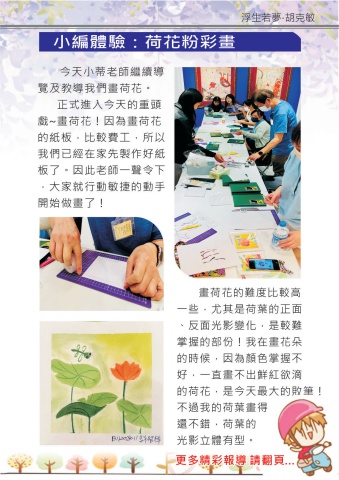 浮生若夢-胡克敏
小編體驗：荷花粉彩畫
今天小蒂老師繼續導
覽及教導我們畫荷花。
正式進入今天的重頭
戲~畫荷花！因為畫荷花
的紙板，比較費工，所以
我們已經在家先製作好紙
板了。因此老師一聲令下
，大家就行動敏捷的動手
開始做畫了！
畫荷花的難度比較高
一些，尤其是荷葉的正面
、反面光影變化，是較難
掌握的部份！我在畫花朵
的時候，因為顏色掌握不
好，一直畫不出鮮紅欲滴
的荷花，是今天最大的敗筆！
不過我的荷葉畫得
還不錯，荷葉的
光影立體有型。
更多精彩報導 請翻頁...